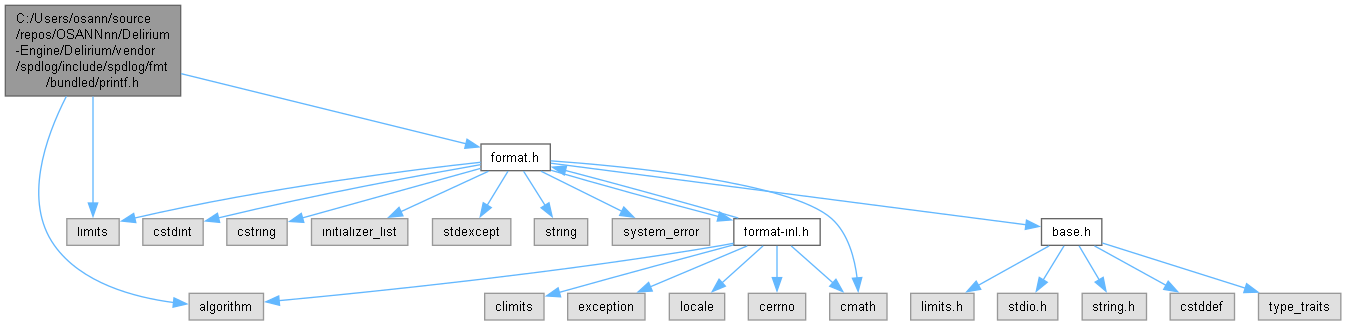 C:/Users/osann/source
/repos/OSANNnn/Delirium
-Engine/Delirium/vendor
/spdlog/include/spdlog/fmt
/bundled/printf.h
format.h
limits
cstdint
cstring
initializer_list
stdexcept
string
system_error
format-inl.h
base.h
algorithm
climits
exception
locale
cerrno
cmath
limits.h
stdio.h
string.h
cstddef
type_traits